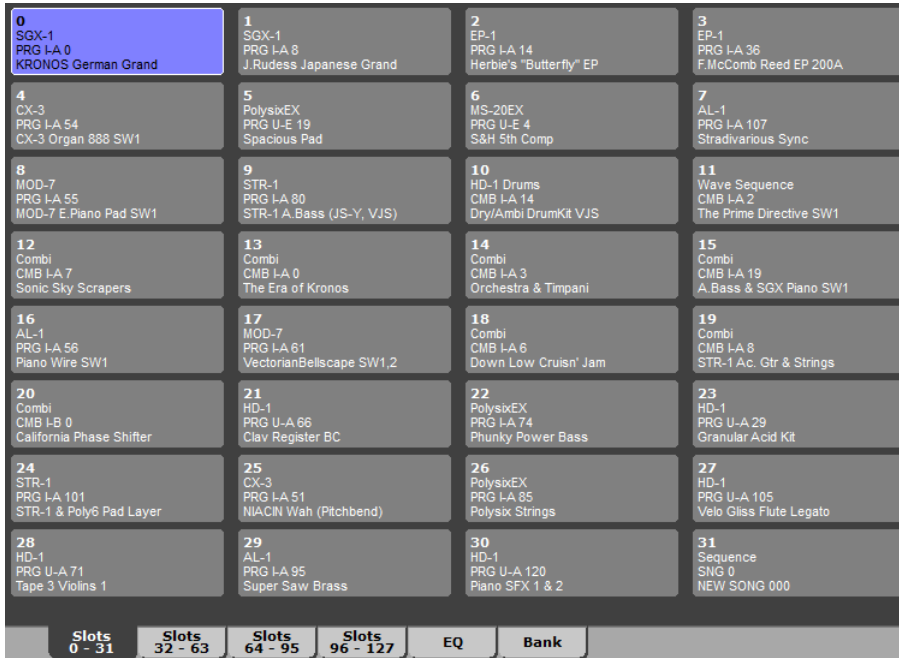 0
SGX-1
PRG I-A 0
KRONOS German Grand
1
SGX-1
PRG I-A 8
J.Rudess Japanese Grand
2
EP-1
PRG I-A 14
Herbie's "Butterfly" EP
3
EP-1
PRG I-A 36
F.McComb Reed EP 200A
4
CX-3
PRG I-A 54
CX-3 Organ 888 SW1
5
PolysixEX
PRG U-E 19
Spacious Pad
6
MS-20EX
PRG U-E 4
S&H 5th Comp
7
AL-1
PRG I-A 107
Stradivarious Sync
8
MOD-7
PRG I-A 55
MOD-7 E.Piano Pad SW1
9
STR-1
PRG I-A 80
STR-1 A.Bass (JS-Y, VJS)
10
HD-1 Drums
CMB I-A 14
Dry/Ambi DrumKit VJS
11
Wave Sequence
CMB I-A 2
The Prime Directive SW1
12
Combi
CMB I-A 7
Sonic Sky Scrapers
13
Combi
CMB I-A 0
The Era of Kronos
14
Combi
CMB I-A 3
Orchestra & Timpani
15
Combi
CMB I-A 19
A.Bass & SGX Piano SW1
16
AL-1
PRG I-A 56
Piano Wire SW1
17
MOD-7
PRG I-A 61
VectorianBellscape SW1,2
18
Combi
CMB I-A 6
Down Low Cruisn' Jam
19
Combi
CMB I-A 8
STR-1 Ac. Gtr & Strings
20
Combi
CMB I-B 0
California Phase Shifter
21
HD-1
PRG U-A 66
Clav Register BC
22
PolysixEX
PRG I-A 74
Phunky Power Bass
23
HD-1
PRG U-A 29
Granular Acid Kit
24
STR-1
PRG I-A 101
STR-1 & Poly6 Pad Layer
25
CX-3
PRG I-A 51
NIACIN Wah (Pitchbend)
26
PolysixEX
PRG I-A 85
Polysix Strings
27
HD-1
PRG U-A 105
Velo Gliss Flute Legato
28
HD-1
PRG U-A 71
Tape 3 Violins 1
29
AL-1
PRG I-A 95
Super Saw Brass
30
HD-1
PRG U-A 120
Piano SFX 1 & 2
31
Sequence
SNG 0
NEW SONG 000
Slots
0 - 31
Slots
32 - 63
Slots
64 - 95
Slots
96 - 127
EQ
Bank